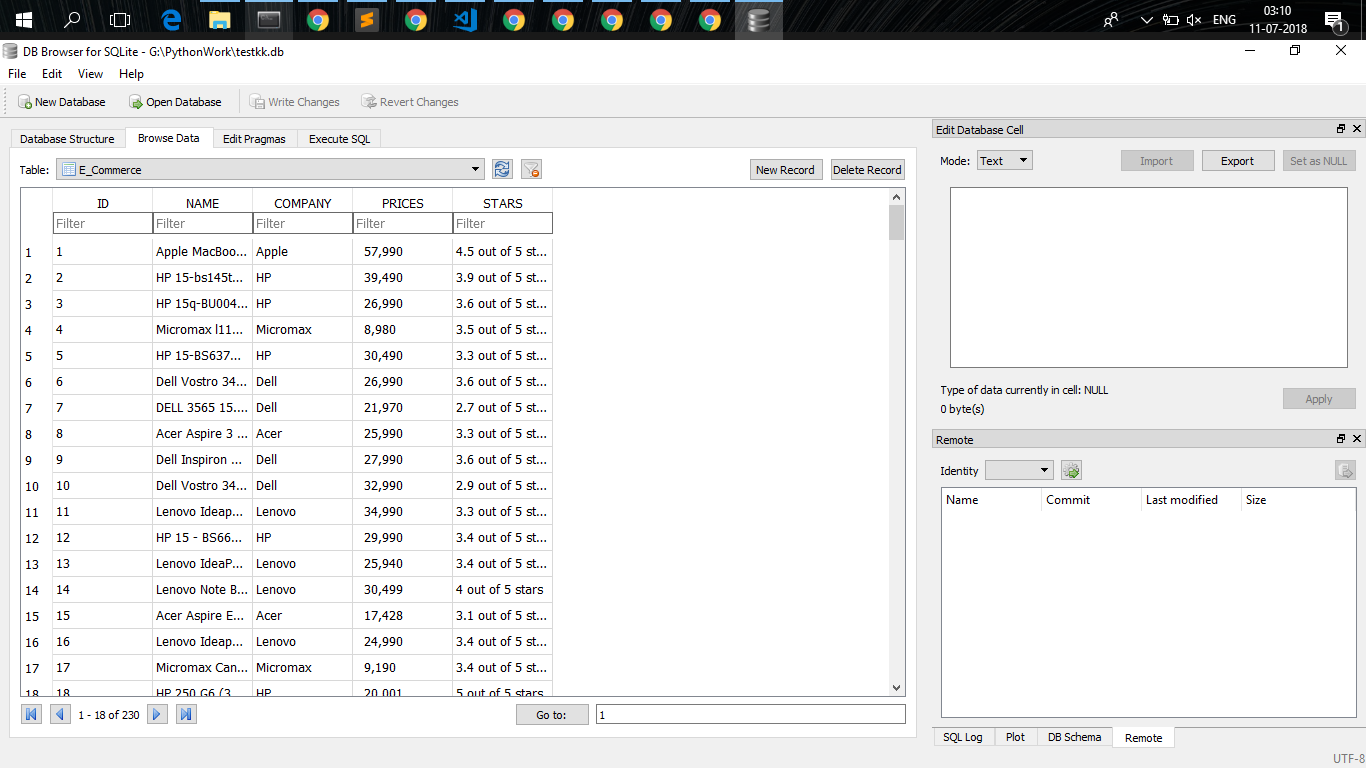 ENG
03:10
11-07-2018
1
DB Browser for SQLite - G:\PythonWork\testkk.db
File Edit View Help
New Database Open Database Write Changes Revert Changes
Database Structure Browse Data Edit Pragmas Execute SQL
Table: E_Commerce New Record Delete Record
ID NAME COMPANY PRICES STARS
Filter Filter Filter Filter Filter
1 1 Apple MacBoo... Apple 57,990 4.5 out of 5 st...
2 2 HP 15-bs145t... HP 39,490 3.9 out of 5 st...
3 3 HP 15q-BU004... HP 26,990 3.6 out of 5 st...
4 4 Micromax l11... Micromax 8,980 3.5 out of 5 st...
5 5 HP 15-BS637... HP 30,490 3.3 out of 5 st...
6 6 Dell Vostro 34... Dell 26,990 3.6 out of 5 st...
7 7 DELL 3565 15.... Dell 21,970 2.7 out of 5 st...
8 8 Acer Aspire 3 ... Acer 25,990 3.3 out of 5 st...
9 9 Dell Inspiron ... Dell 27,990 3.6 out of 5 st...
10 10 Dell Vostro 34... Dell 32,990 2.9 out of 5 st...
11 11 Lenovo Ideap... Lenovo 34,990 3.3 out of 5 st...
12 12 HP 15 - BS66... HP 29,990 3.4 out of 5 st...
13 13 Lenovo IdeaP... Lenovo 25,940 3.4 out of 5 st...
14 14 Lenovo Note B... Lenovo 30,499 4 out of 5 stars
15 15 Acer Aspire E... Acer 17,428 3.1 out of 5 st...
16 16 Lenovo Ideap... Lenovo 24,990 3.4 out of 5 st...
17 17 Micromax Can... Micromax 9,190 3.4 out of 5 st...
18 18 HP 250 G6 (3... HP 20,001 5 out of 5 stars
1 - 18 of 230 Go to: 1
Edit Database Cell
Mode: Text Import Export Set as NULL
Type of data currently in cell: NULL
0 byte(s)
Apply
Remote
Identity
Name Commit Last modified Size
SQL Log Plot DB Schema Remote
UTF-8